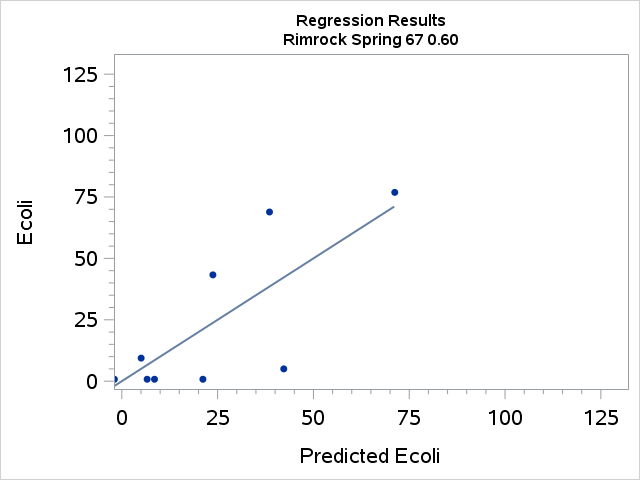 Regression Results
Rimrock Spring 67 0.60
125
100
75
50
25
0
Ecoli
0 25 50 75 100 125
Predicted Ecoli